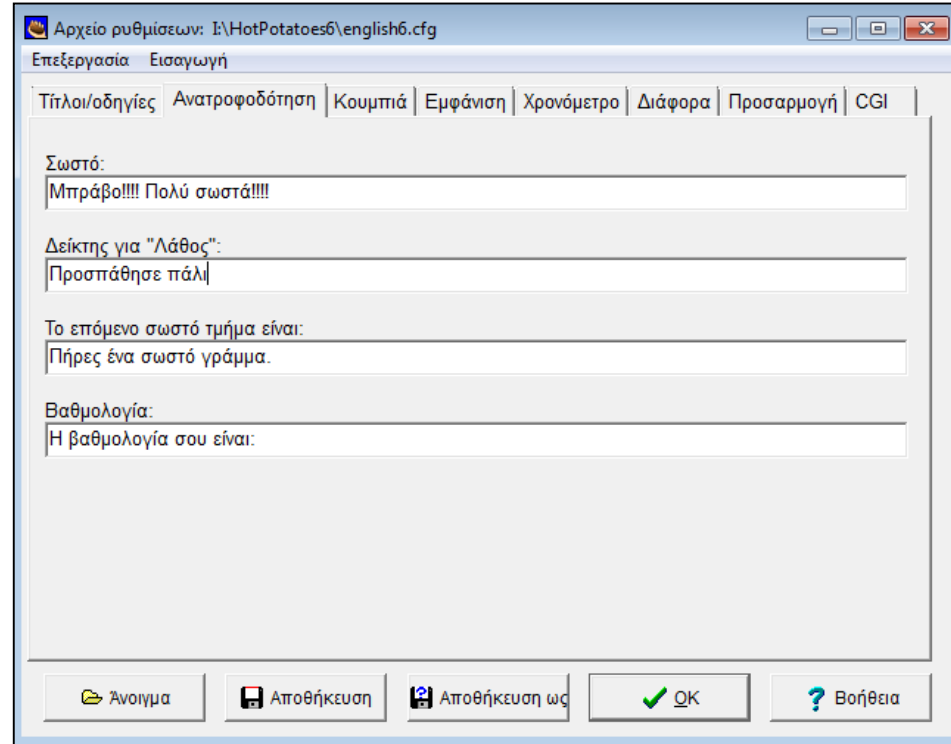 Αρχείο ρυθμίσεων: I:\HotPotatoes6\english6.cfg
Επεξεργασία Εισαγωγή
Τίτλοι/οδηγίες Ανατροφοδότηση Κουμπιά Εμφάνιση Χρονόμετρο Διάφορα Προσαρμογή CGI
Σωστό:
Μπράβο!!!! Πολύ σωστά!!!!
Δείκτης για "Λάθος":
Προσπάθησε πάλι
Το επόμενο σωστό τμήμα είναι:
Πήρες ένα σωστό γράμμα.
Βαθμολογία:
Η βαθμολογία σου είναι:
Άνοιγμα Αποθήκευση Αποθήκευση ως OK Βοήθεια